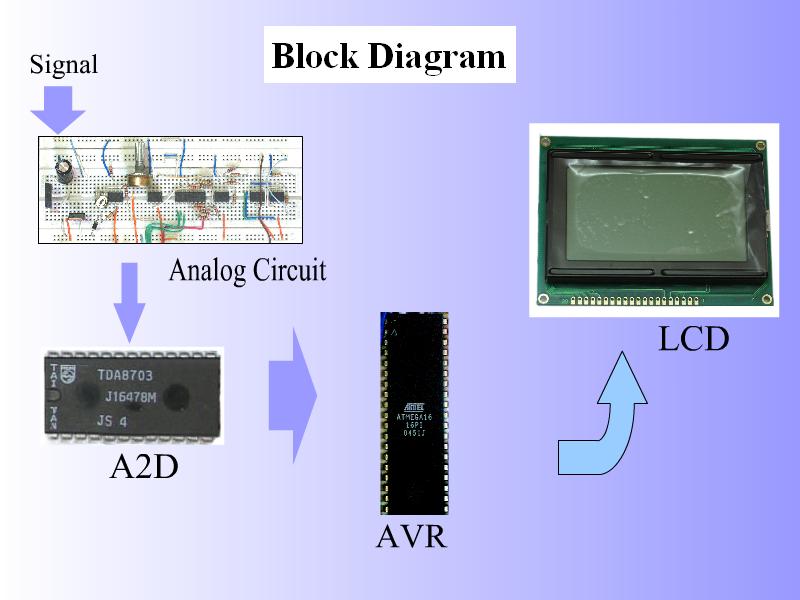 Block Diagram
Signal
Analog Circuit
TDA8703
J16478M
JS 4
A2D
ATMEL
ATMEGA16
16PI
0451J
AVR
LCD